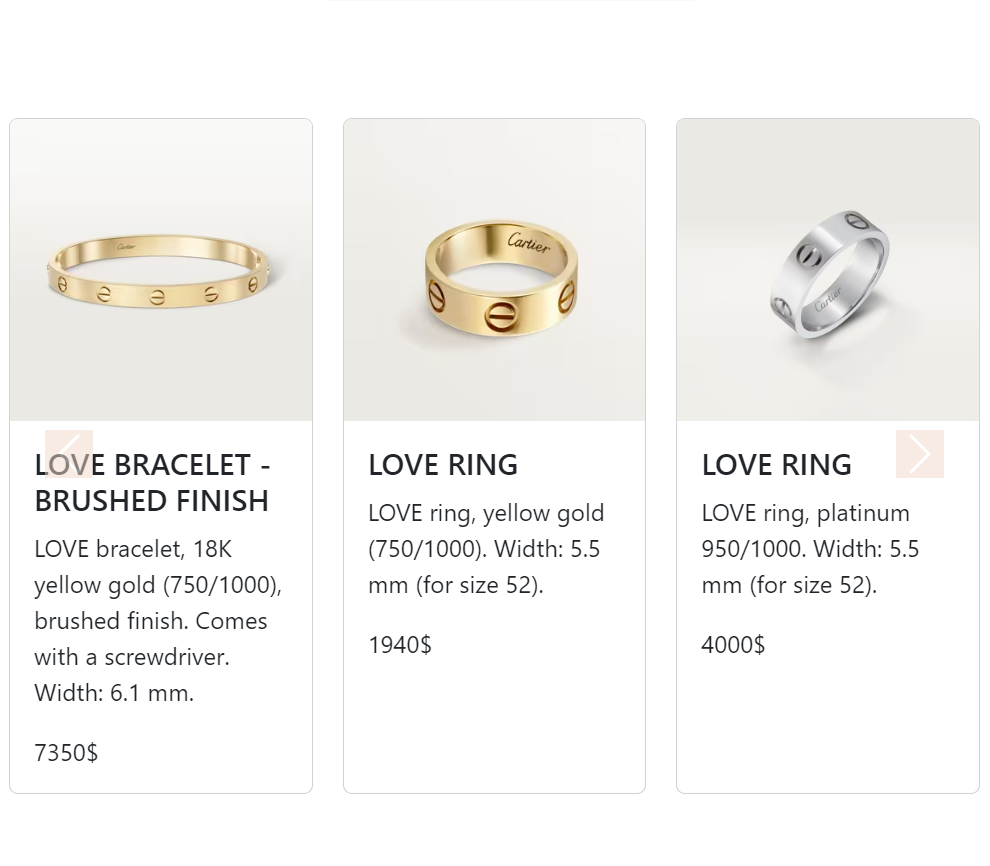 Cartier
Cartier
Cartier
LOVE BRACELET -
BRUSHED FINISH
LOVE bracelet, 18K
yellow gold (750/1000),
brushed finish. Comes
with a screwdriver.
Width: 6.1 mm.
7350$
LOVE RING
LOVE ring, yellow gold
(750/1000). Width: 5.5
mm (for size 52).
1940$
LOVE RING
LOVE ring, platinum
950/1000. Width: 5.5
mm (for size 52).
4000$